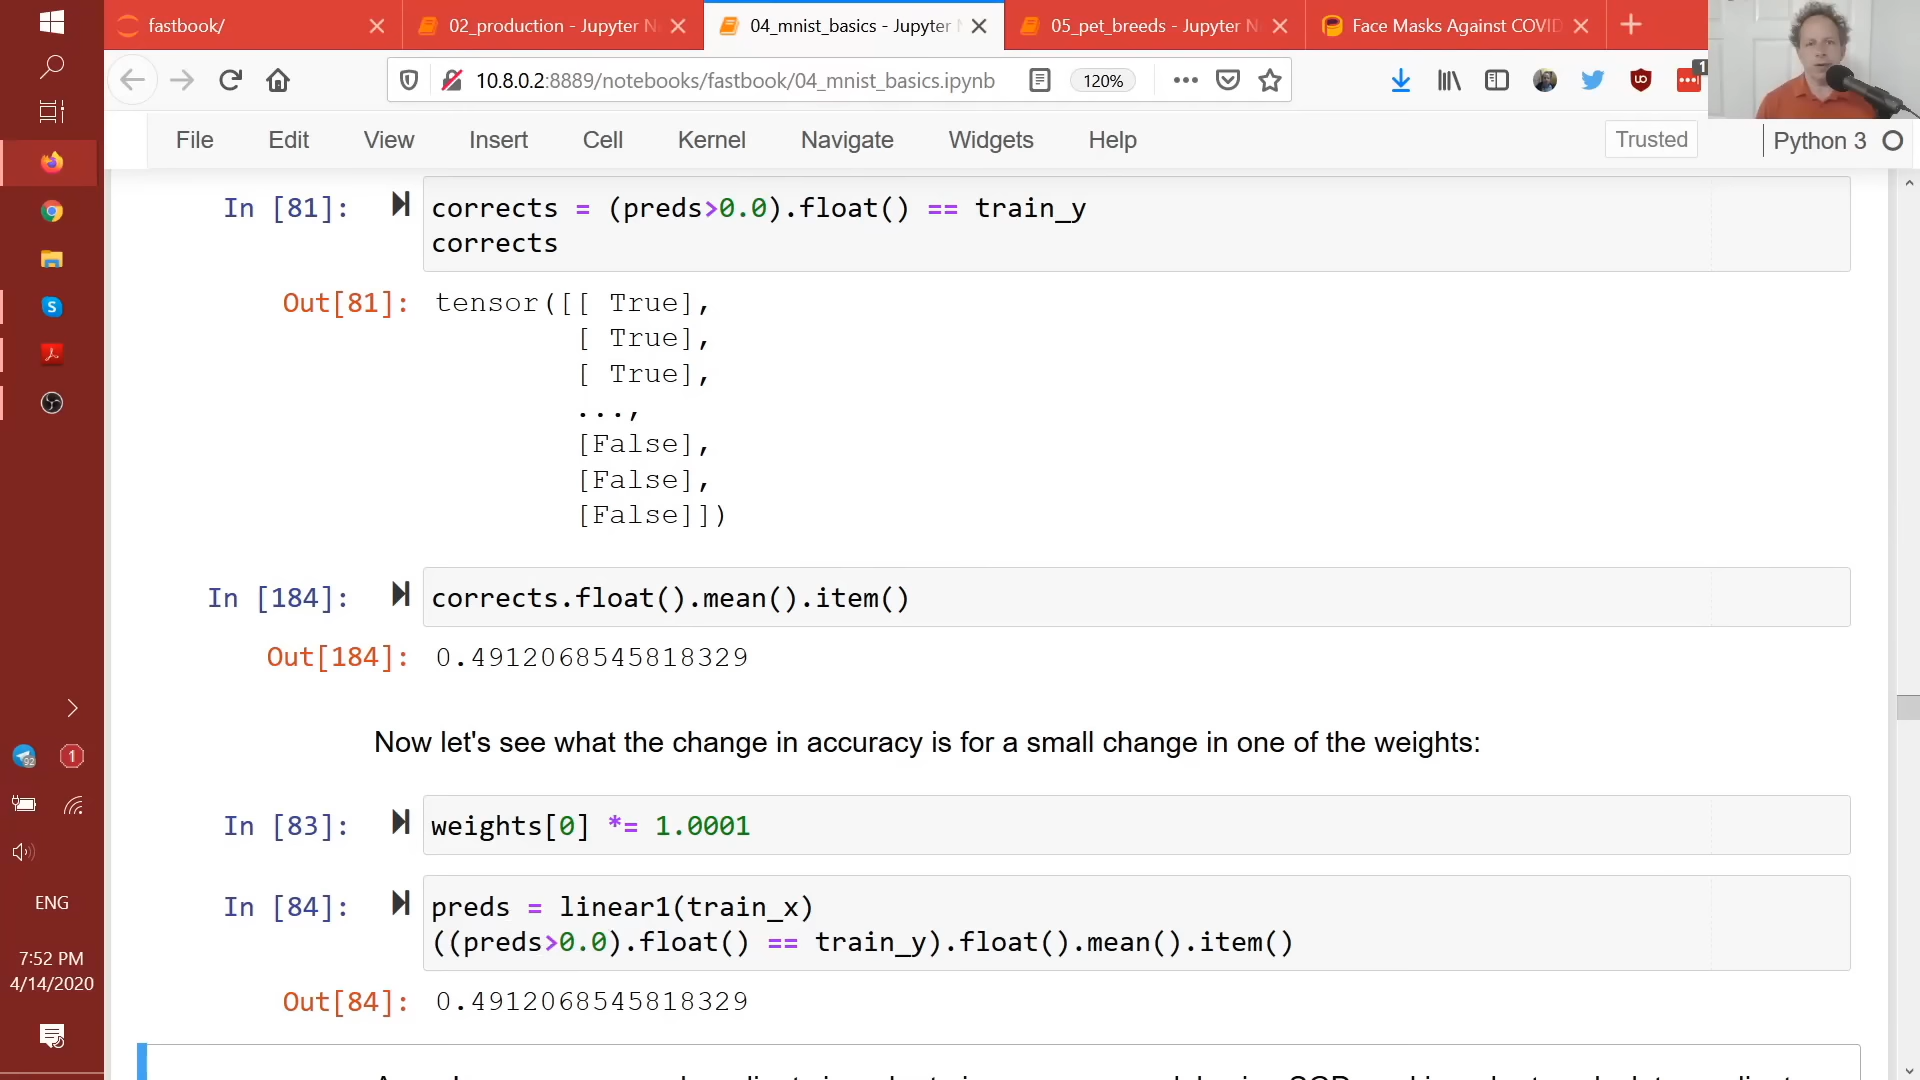 fastbook/
02_production - Jupyter N
04_mnist_basics - Jupyter N
05_pet_breeds - Jupyter N
Face Masks Against COVID
10.8.0.2:8889/notebooks/fastbook/04_mnist_basics.ipynb
120%
1
File Edit View Insert Cell Kernel Navigate Widgets Help
Trusted
Python 3
In [81]:
corrects = (preds>0.0).float() == train_y
corrects
Out[81]:
tensor([[ True],
[ True],
[ True],
...,
[False],
[False],
[False]])
In [184]:
corrects.float().mean().item()
Out[184]:
0.4912068545818329
Now let's see what the change in accuracy is for a small change in one of the weights:
In [83]:
weights[0] *= 1.0001
In [84]:
preds = linear1(train_x)
((preds>0.0).float() == train_y).float().mean().item()
Out[84]:
0.4912068545818329
92
1
ENG
7:52 PM
4/14/2020